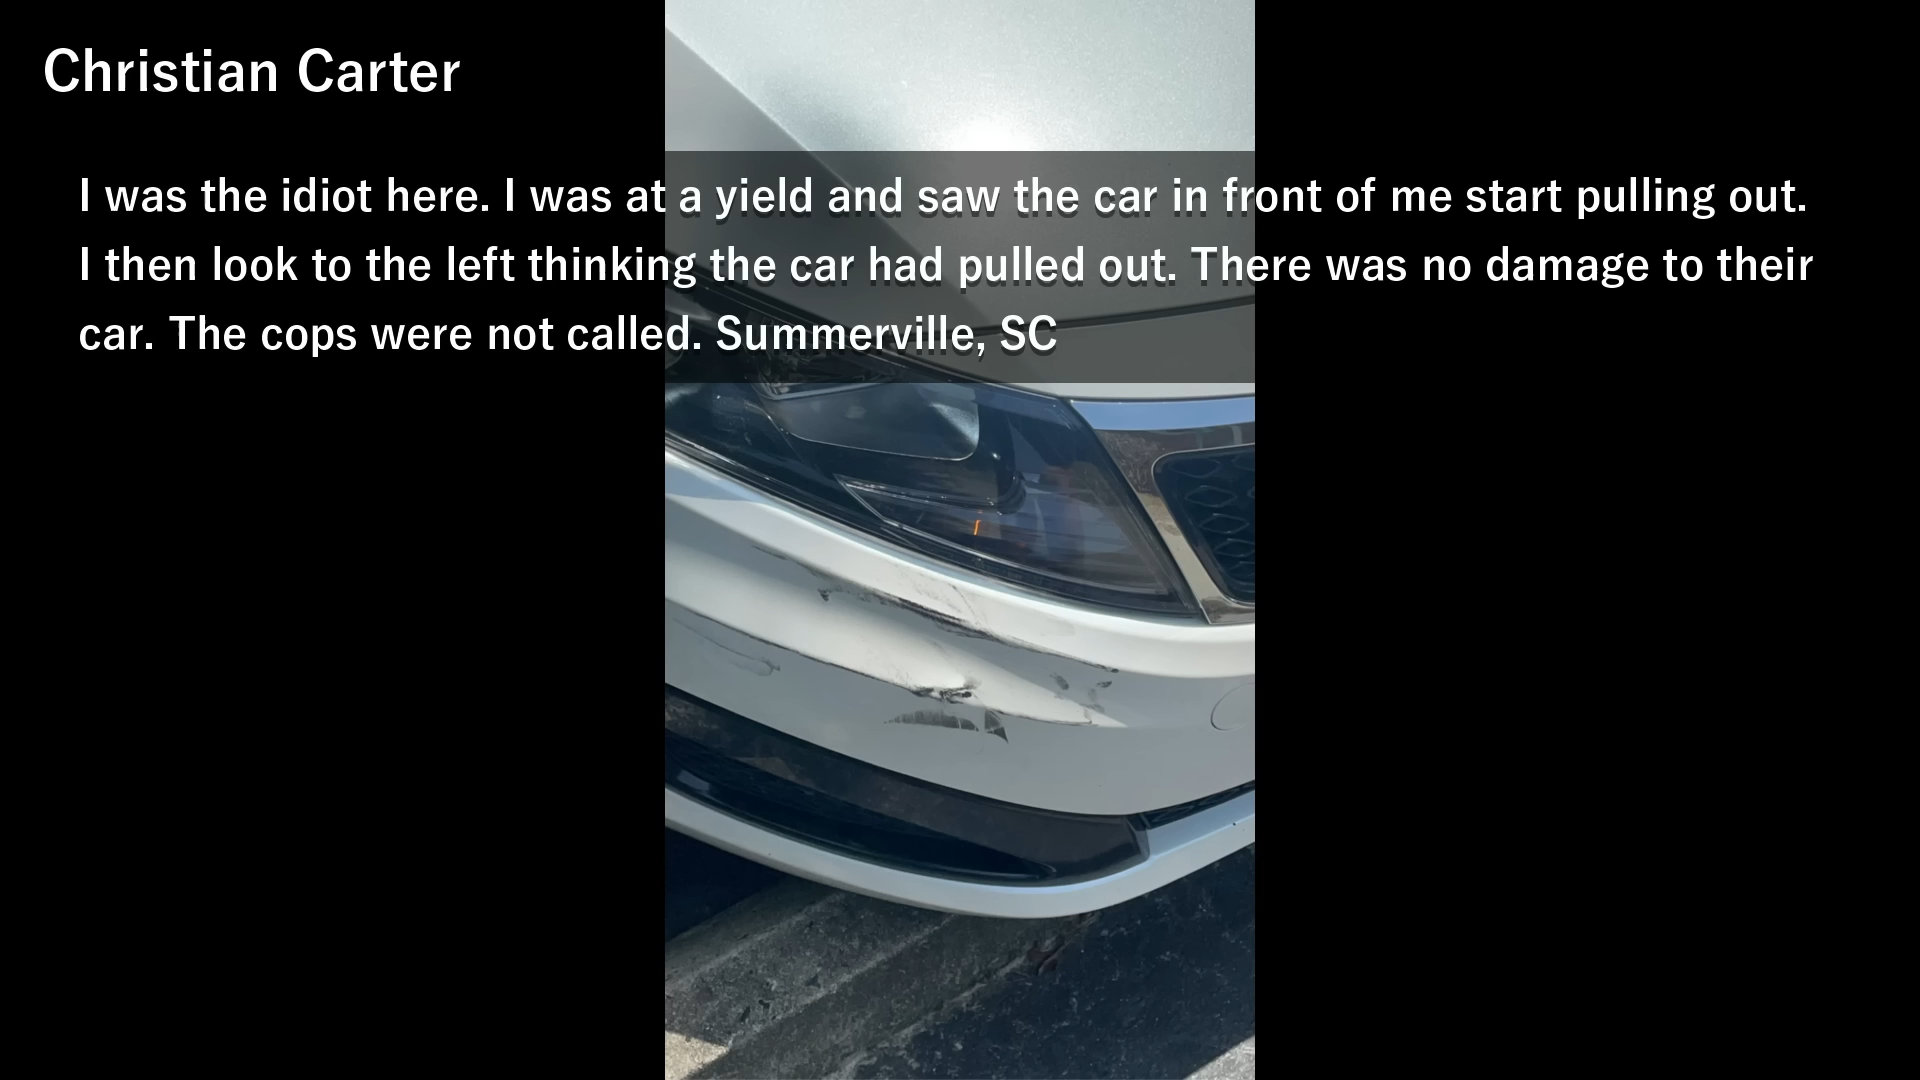 Christian Carter
I was the idiot here. I was at a yield and saw the car in front of me start pulling out.
I then look to the left thinking the car had pulled out. There was no damage to their
car. The cops were not called. Summerville, SC